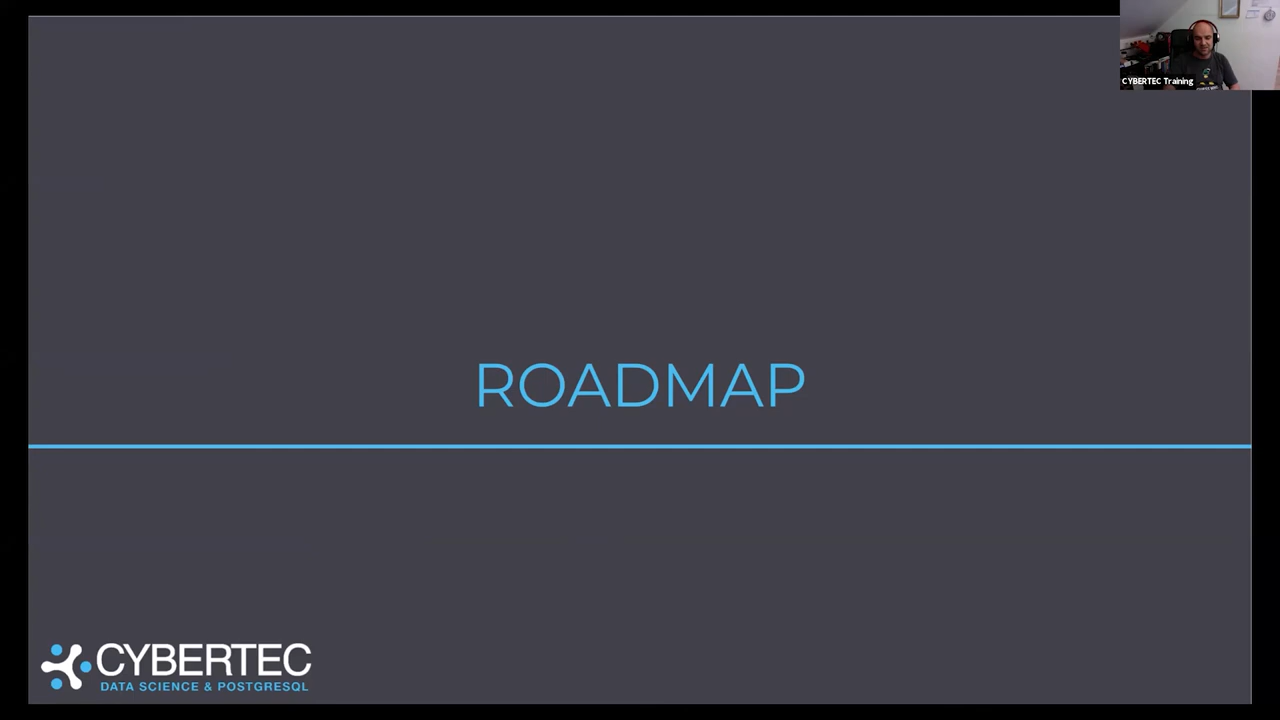 CYBERTEC Training
ROADMAP
CYBERTEC
DATA SCIENCE & POSTGRESQL